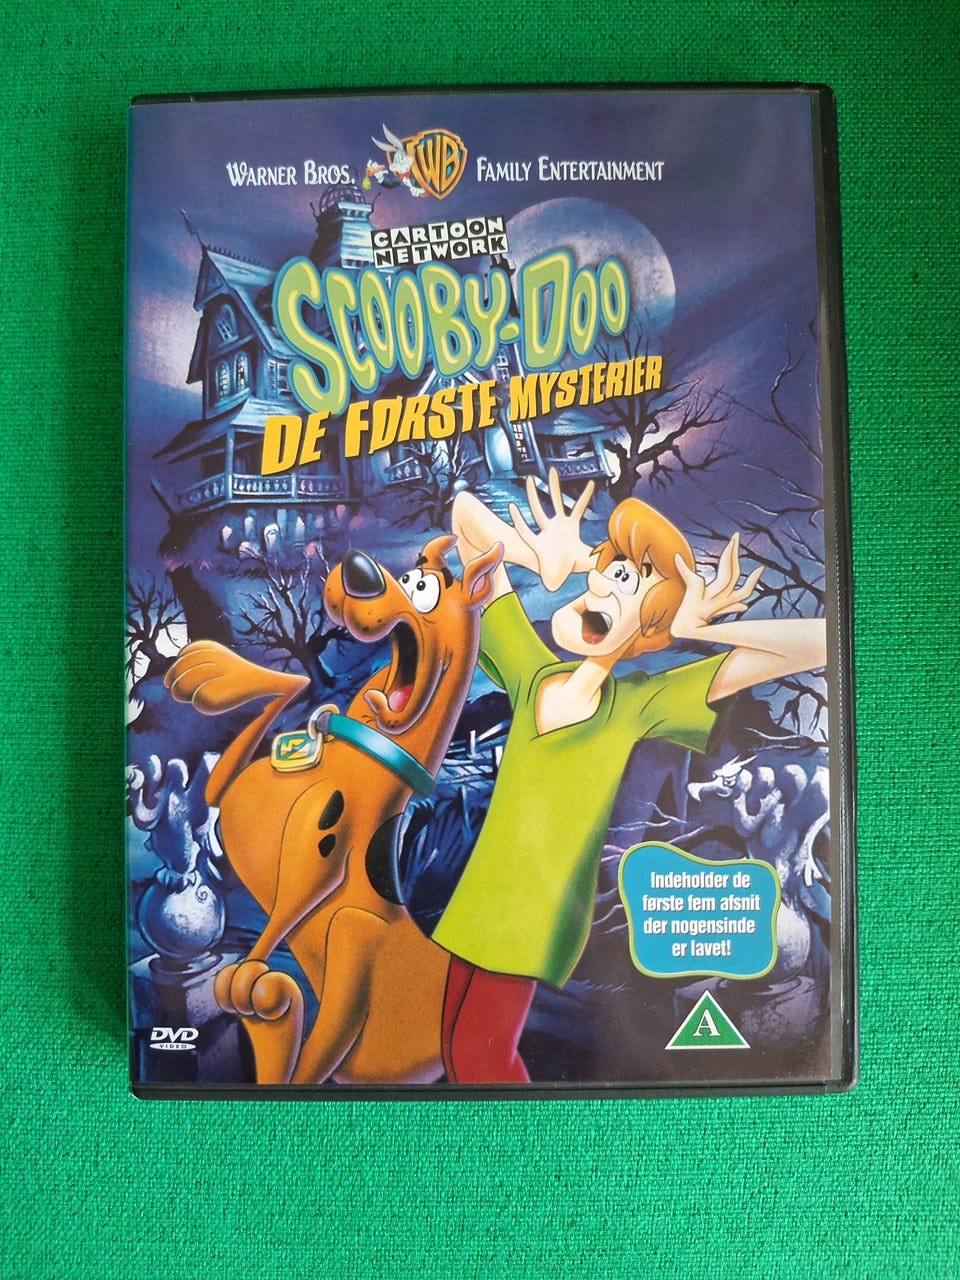 WARNER BROS. WB FAMILY ENTERTAINMENT
CARTOON
NETWORK
SCOOBY-DOO
DE FØRSTE MYSTERIER
Indeholder de
første fem afsnit
der nogensinde
er lavet!
A
DVD
VIDEO